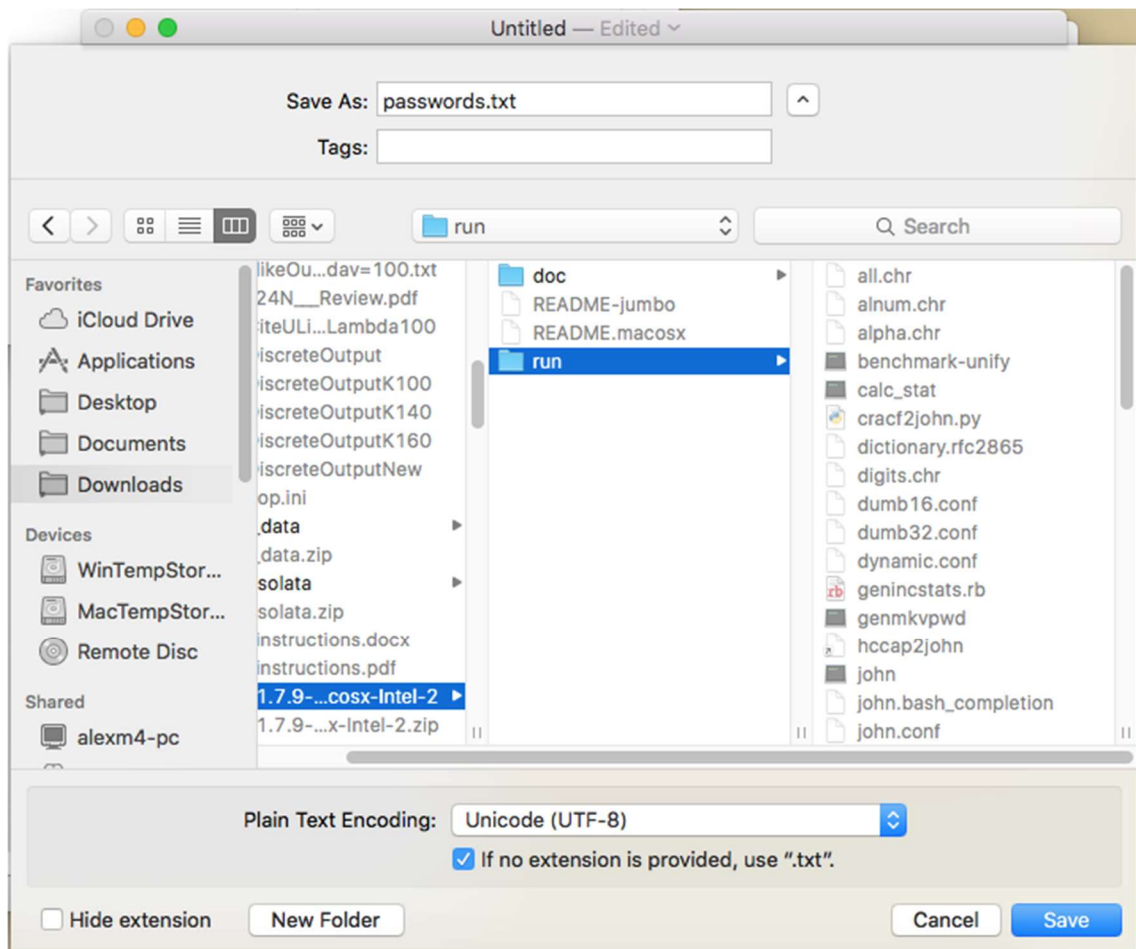 Untitled — Edited
Save As: passwords.txt
Tags:
run
Search
Favorites
iCloud Drive
Applications
Desktop
Documents
Downloads
Devices
WinTempStor...
MacTempStor...
Remote Disc
Shared
alexm4-pc
likeOu...dav=100.txt
24N___Review.pdf
iteULi...Lambda100
iscreteOutput
iscreteOutputK100
iscreteOutputK140
iscreteOutputK160
iscreteOutputNew
op.ini
_data
_data.zip
solata
solata.zip
instructions.docx
instructions.pdf
1.7.9-...cosx-Intel-2
1.7.9-...x-Intel-2.zip
doc
README-jumbo
README.macosx
run
all.chr
alnum.chr
alpha.chr
benchmark-unify
calc_stat
cracf2john.py
dictionary.rfc2865
digits.chr
dumb16.conf
dumb32.conf
dynamic.conf
genincstats.rb
genmkvpwd
hccap2john
john
john.bash_completion
john.conf
Plain Text Encoding: Unicode (UTF-8)
If no extension is provided, use “.txt”.
Hide extension
New Folder
Cancel
Save